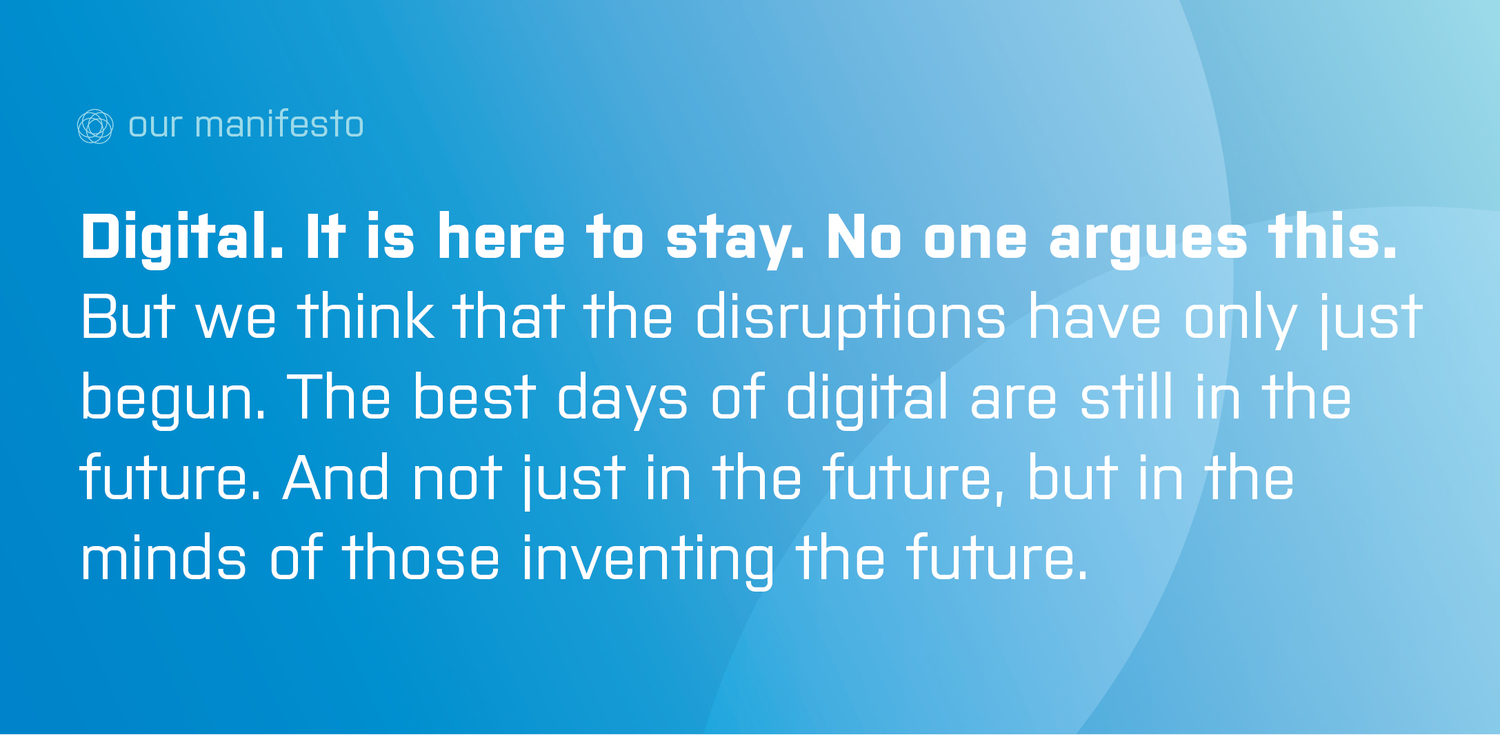 our manifesto
Digital. It is here to stay. No one argues this.
But we think that the disruptions have only just
begun. The best days of digital are still in the
future. And not just in the future, but in the
minds of those inventing the future.